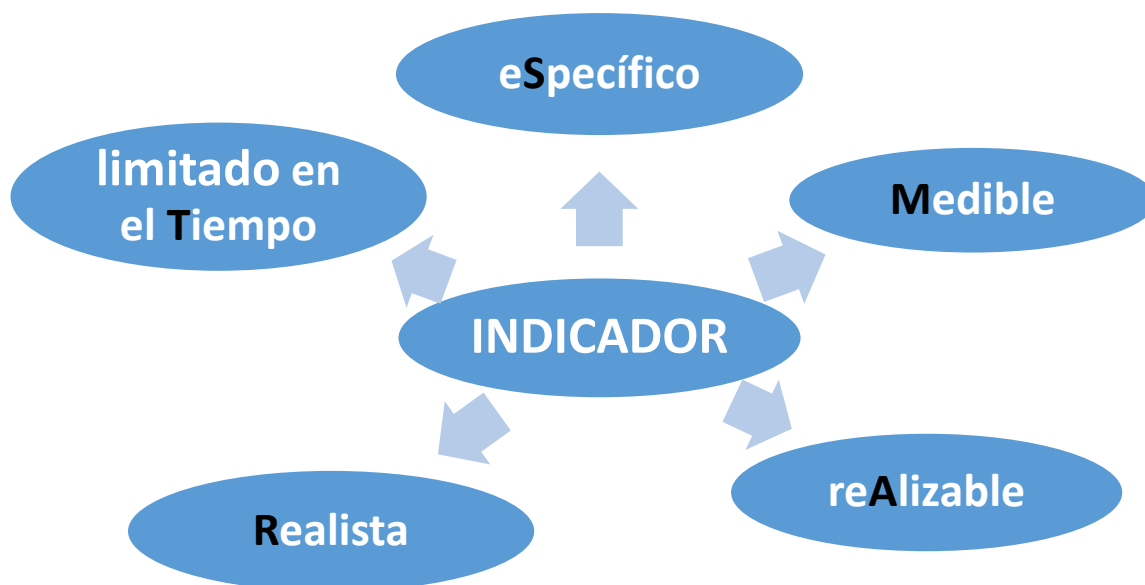 eSpecífico
limitado en
el Tiempo
Medible
INDICADOR
reAlizable
Realista